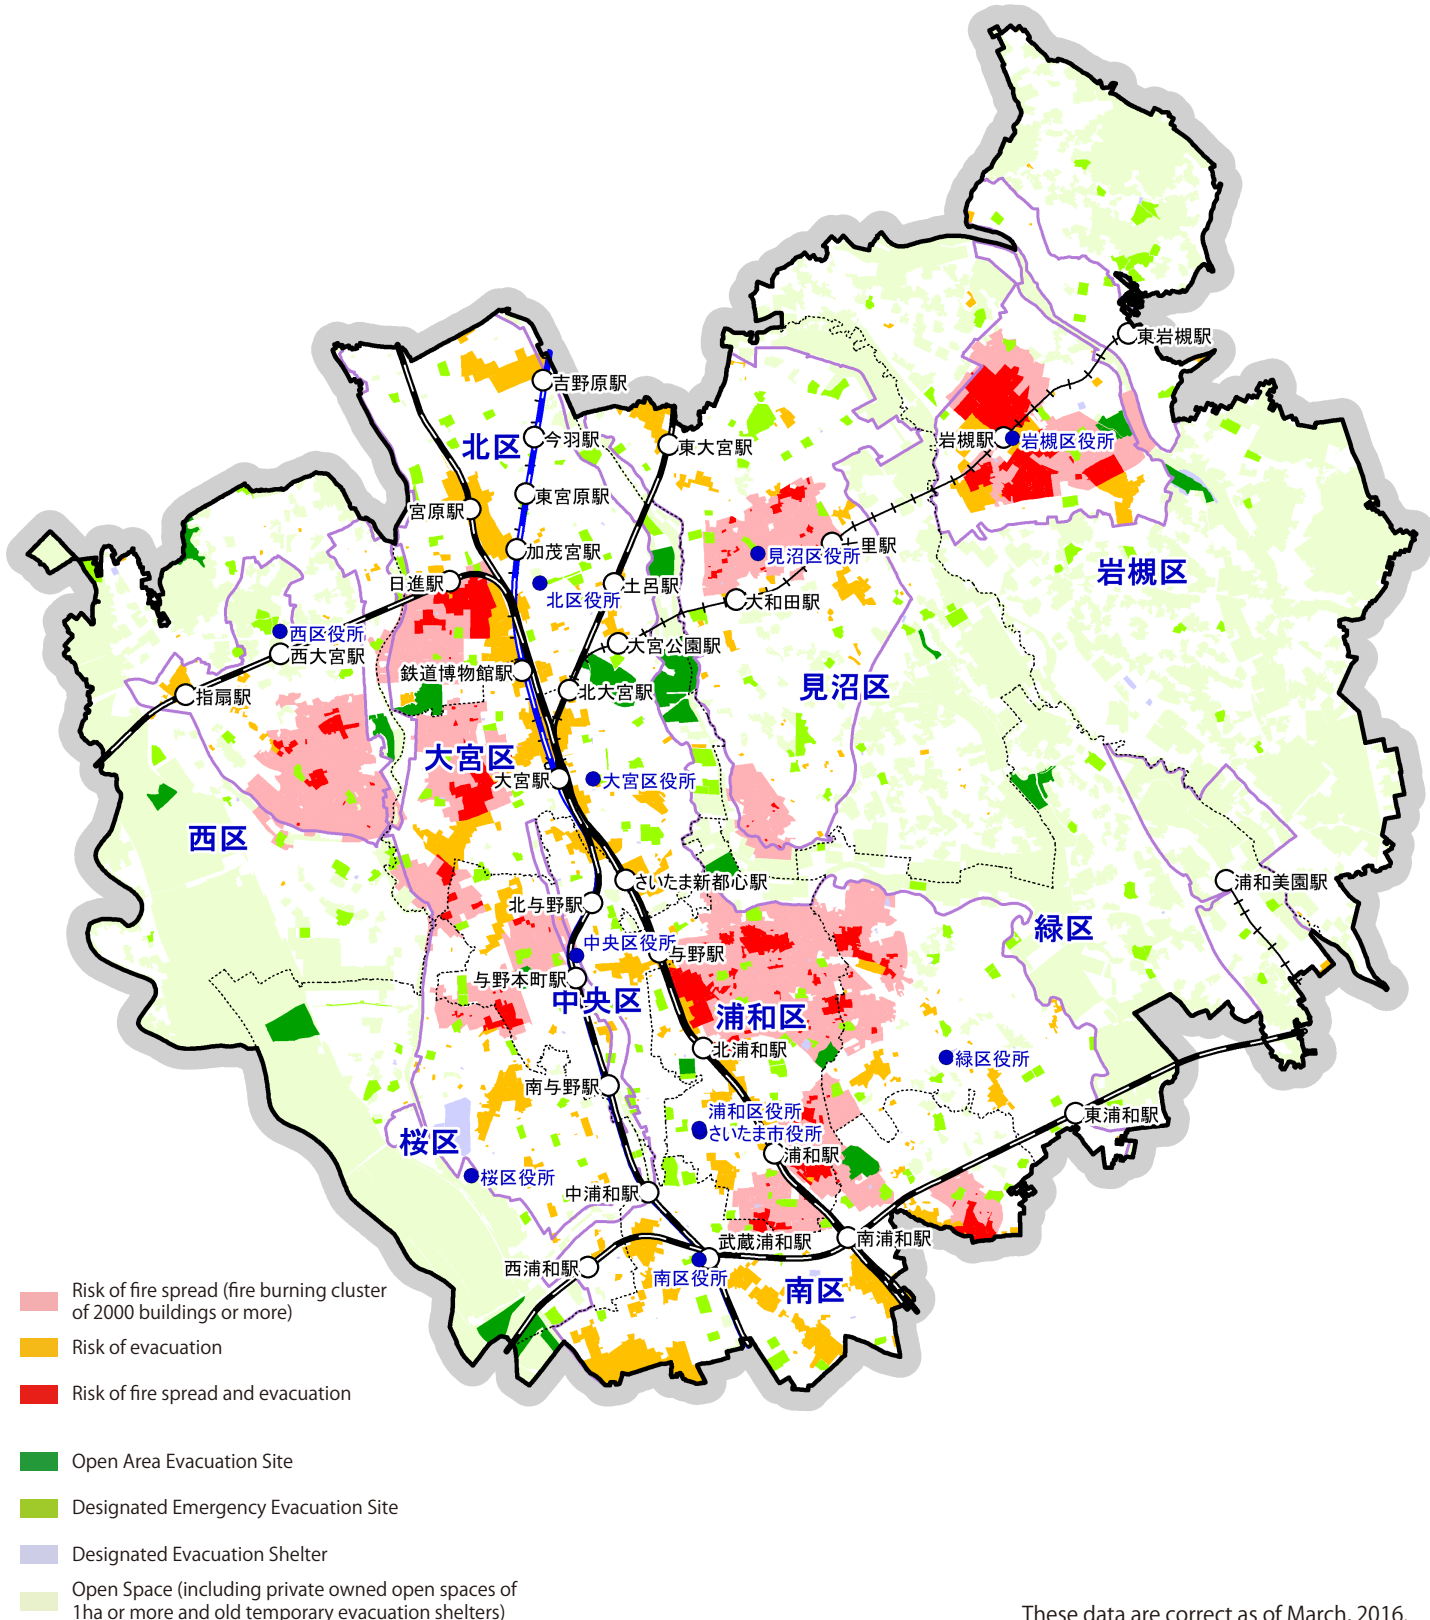 東岩槻駅
吉野原駅
北区
今羽駅
東大宮駅
岩槻駅
岩槻区役所
東宮原駅
宮原駅
加茂宮駅
見沼区役所
七里駅
岩槻区
日進駅
土呂駅
北区役所
大和田駅
西区役所
西大宮駅
大宮公園駅
鉄道博物館駅
指扇駅
北大宮駅
見沼区
大宮区
大宮駅
大宮区役所
西区
さいたま新都心駅
浦和美園駅
北与野駅
緑区
中央区役所
与野駅
与野本町駅
中央区
浦和区
北浦和駅
緑区役所
南与野駅
浦和区役所
東浦和駅
さいたま市役所
桜区
浦和駅
桜区役所
中浦和駅
武蔵浦和駅
南浦和駅
西浦和駅
南区役所
南区
Risk of fire spread (fire burning cluster
of 2000 buildings or more)
Risk of evacuation
Risk of fire spread and evacuation
Open Area Evacuation Site
Designated Emergency Evacuation Site
Designated Evacuation Shelter
Open Space (including private owned open spaces of
1ha or more and old temporary evacuation shelters)
These data are correct as of March, 2016.